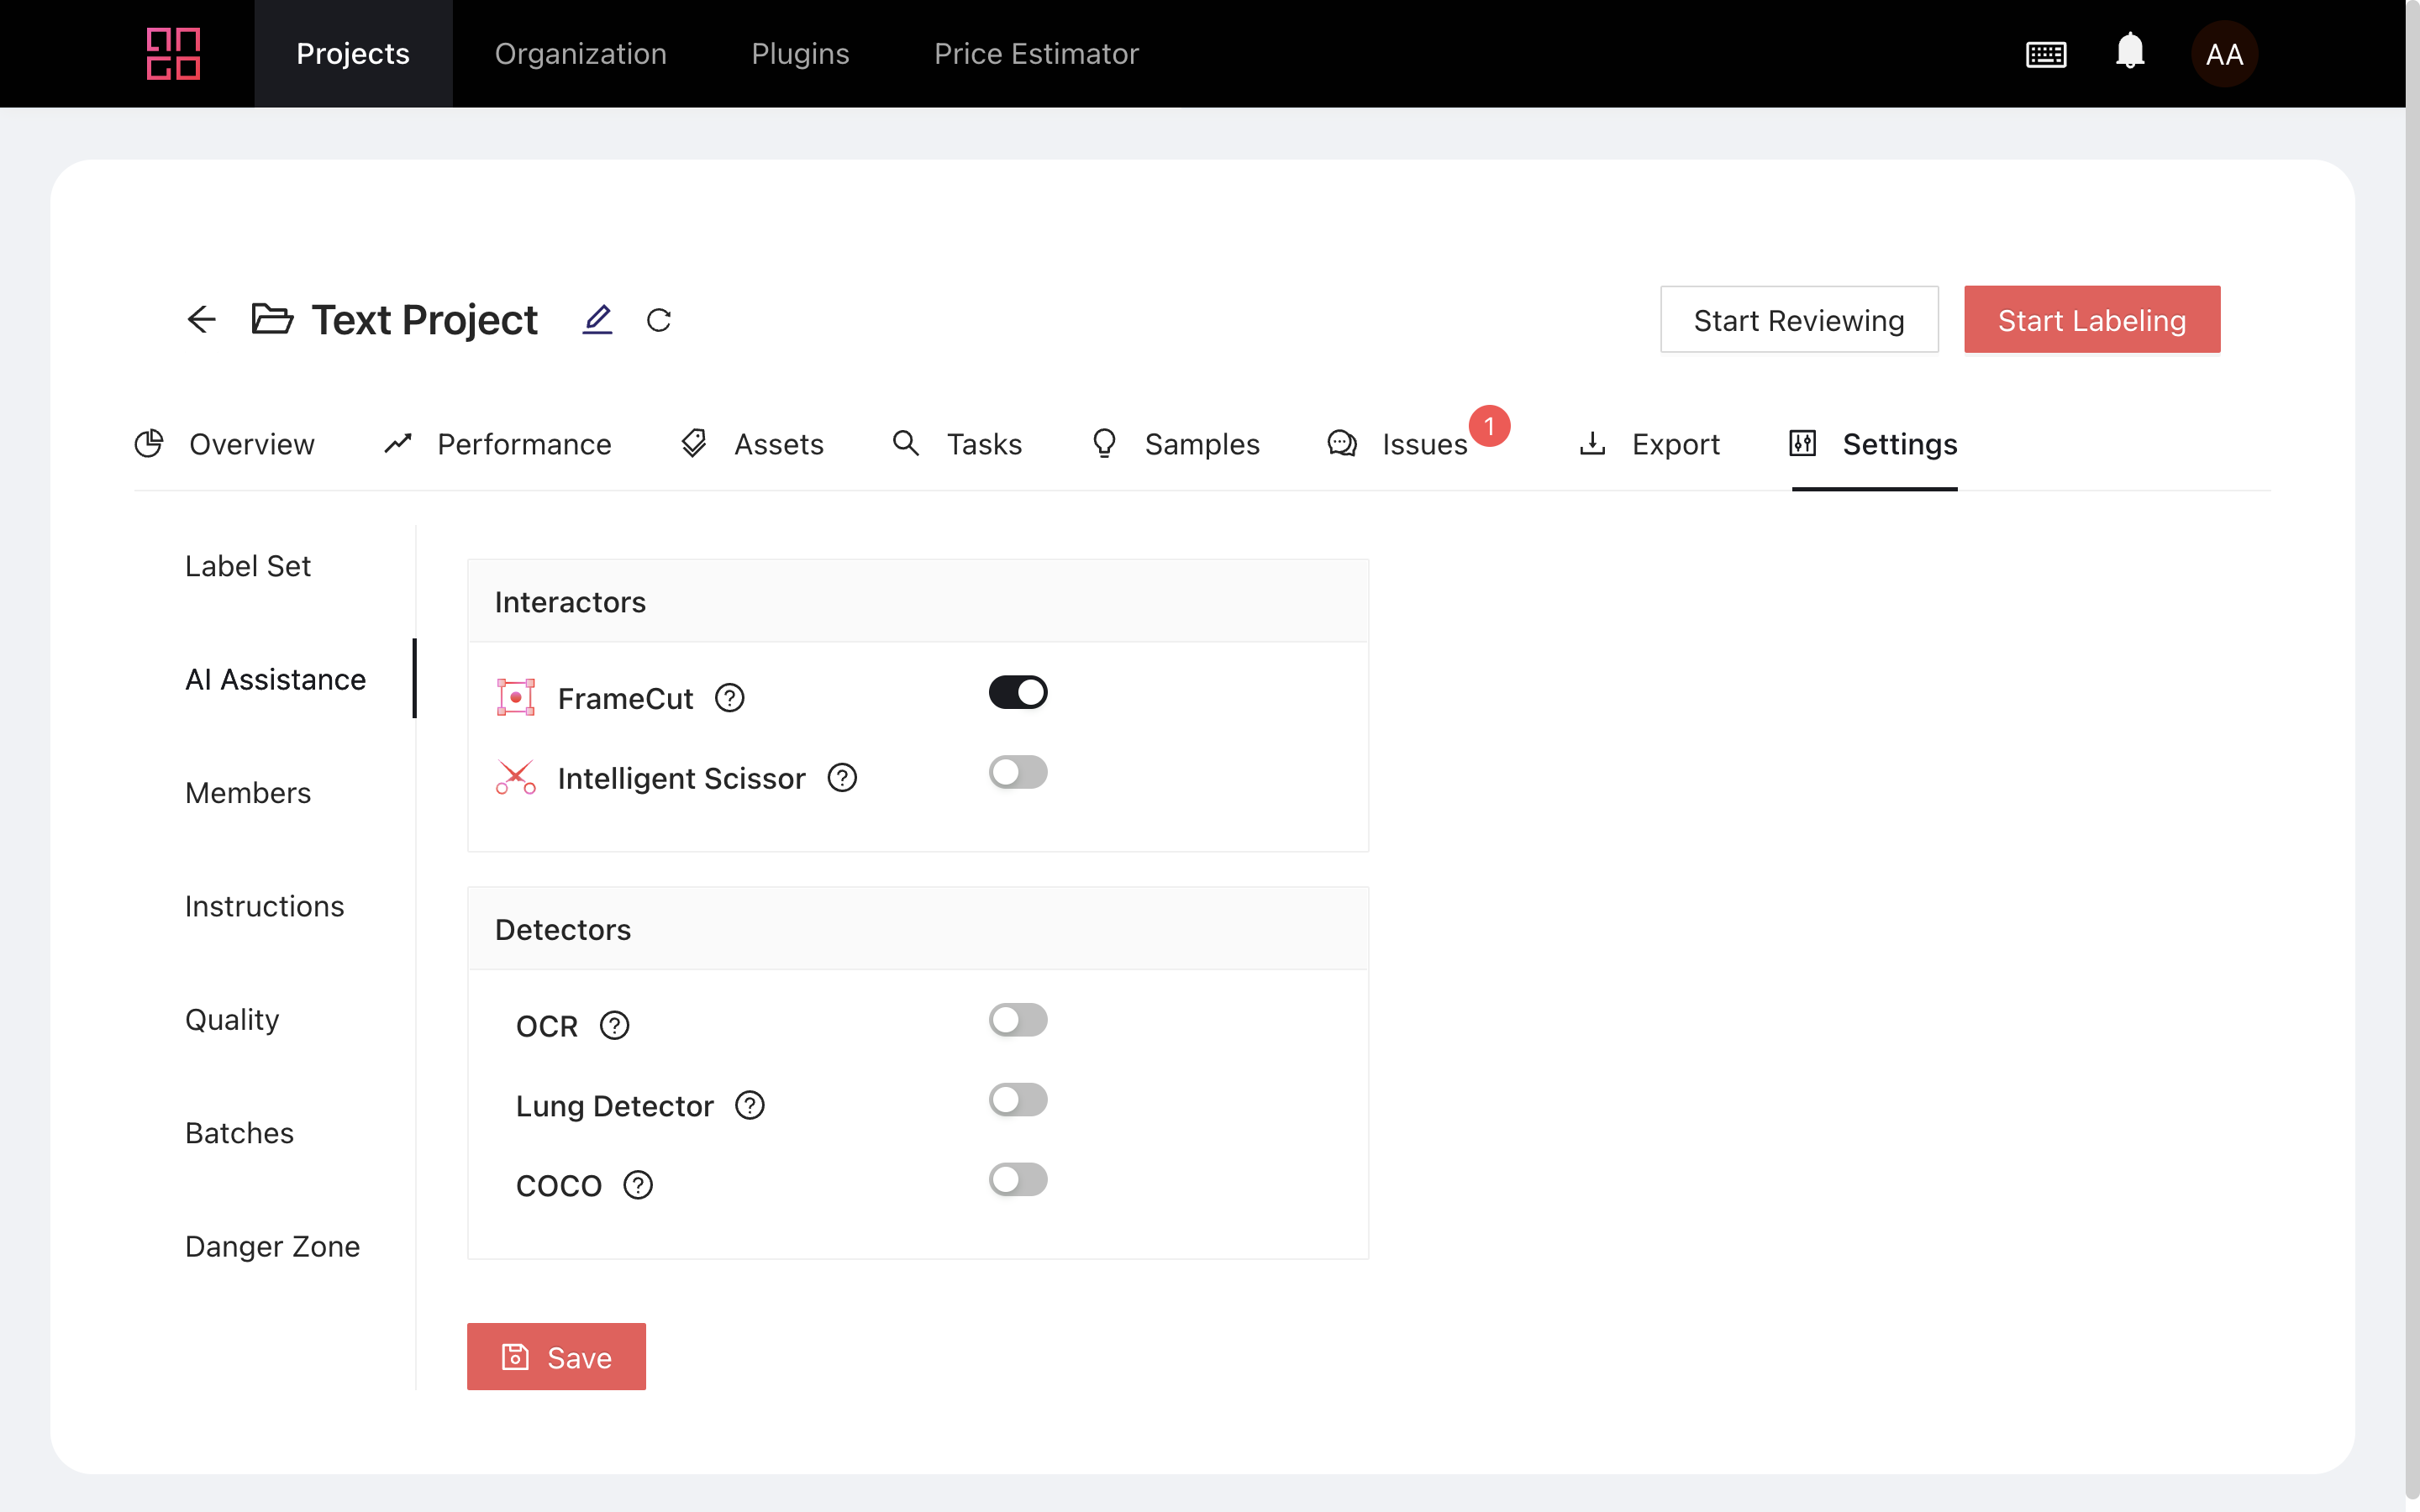 Projects
Organization
Plugins
Price Estimator
AA
Text Project
Start Reviewing
Start Labeling
Overview
Performance
Assets
Tasks
Samples
Issues
1
Export
Settings
Label Set
AI Assistance
Members
Instructions
Quality
Batches
Danger Zone
Interactors
FrameCut
Intelligent Scissor
Detectors
OCR
Lung Detector
COCO
Save